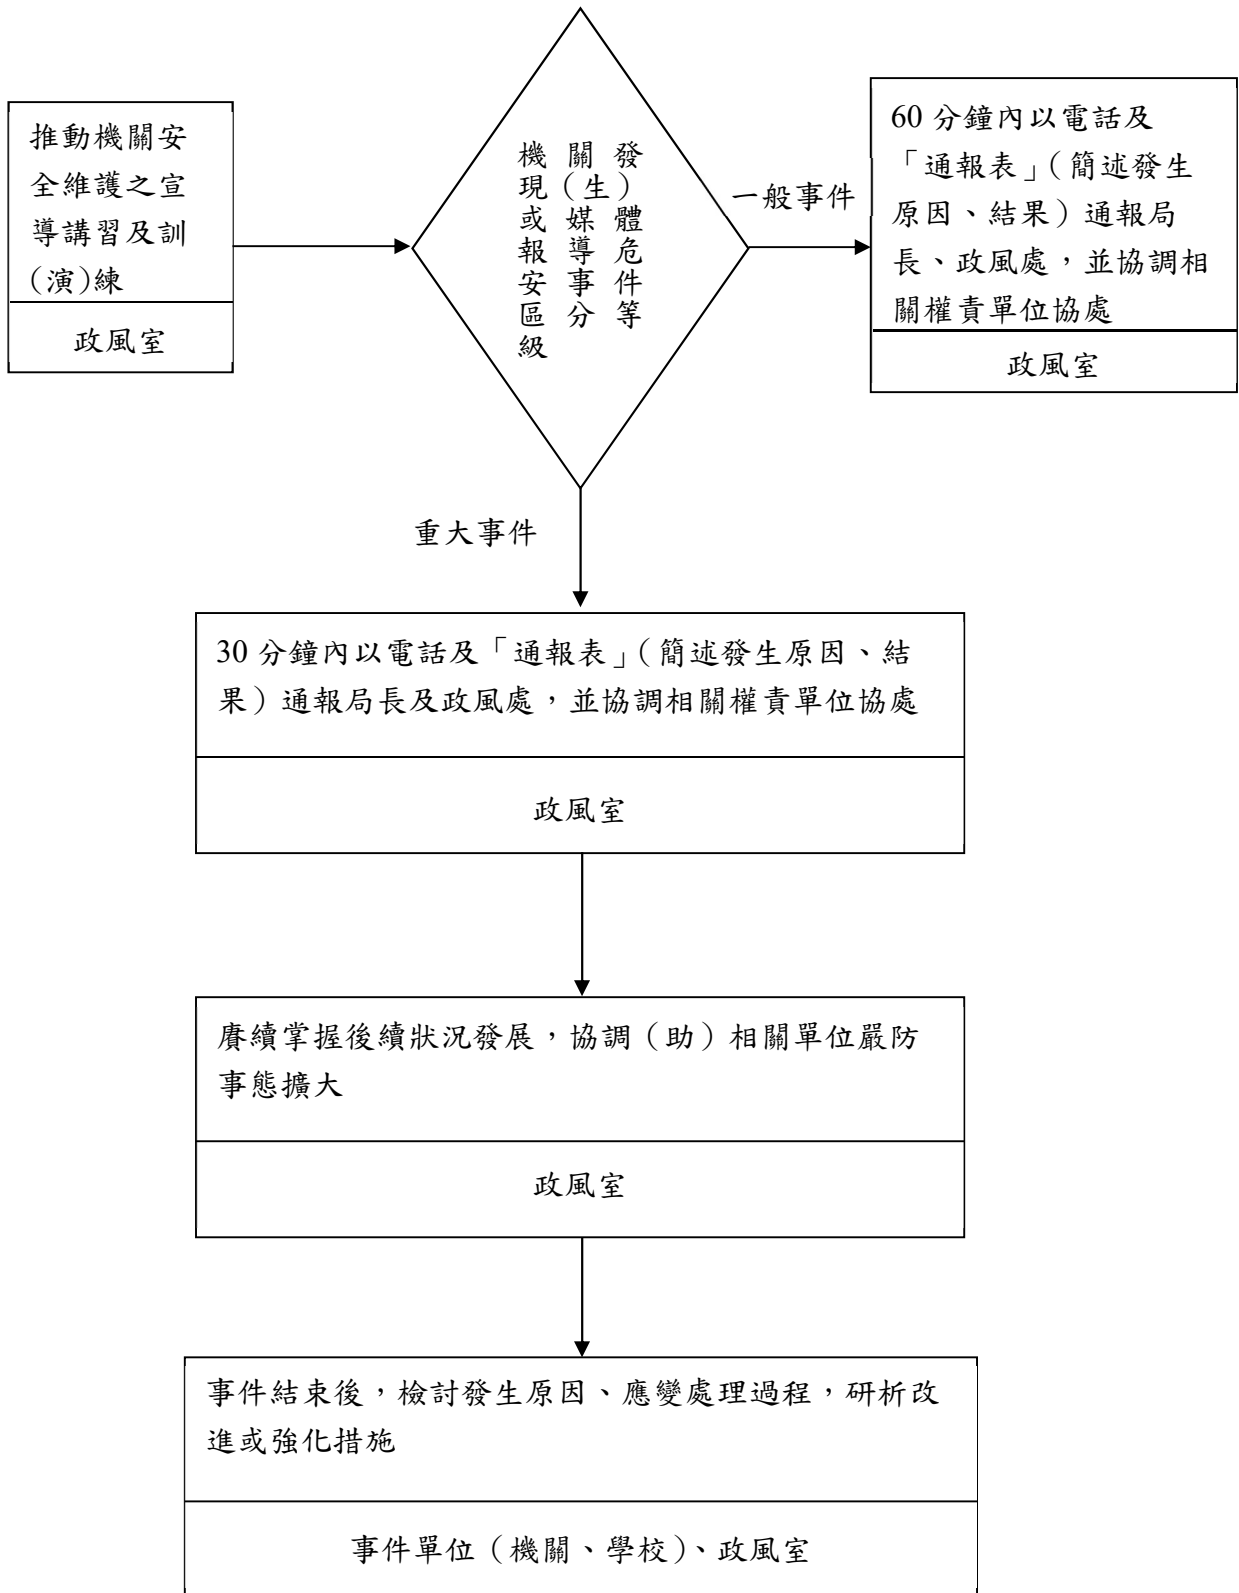 推動機關安
全維護之宣
導講習及訓
(演)練
政風室
機關發
現(生)
或媒體
報導危
安事件
區分等
級
一般事件
60 分鐘內以電話及
「通報表」(簡述發生
原因、結果)通報局
長、政風處，並協調相
關權責單位協處
政風室
重大事件
30 分鐘內以電話及「通報表」(簡述發生原因、結
果)通報局長及政風處，並協調相關權責單位協處
政風室
賡續掌握後續狀況發展，協調（助）相關單位嚴防
事態擴大
政風室
事件結束後，檢討發生原因、應變處理過程，研析改
進或強化措施
事件單位（機關、學校）、政風室